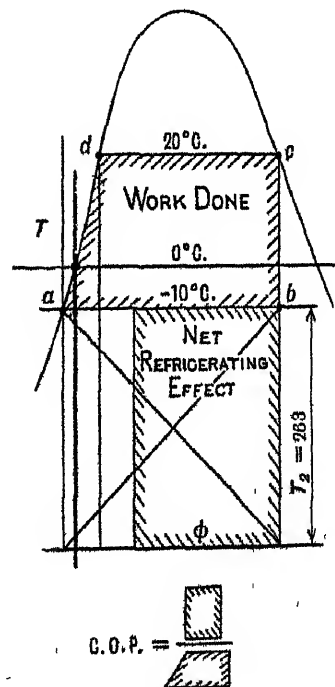 d 20°C. c
WORK DONE
T
0°C.
a -10°C. b
NET
REFRIGERATING
EFFECT
T₂ = 263
ϕ
C.O.P. =